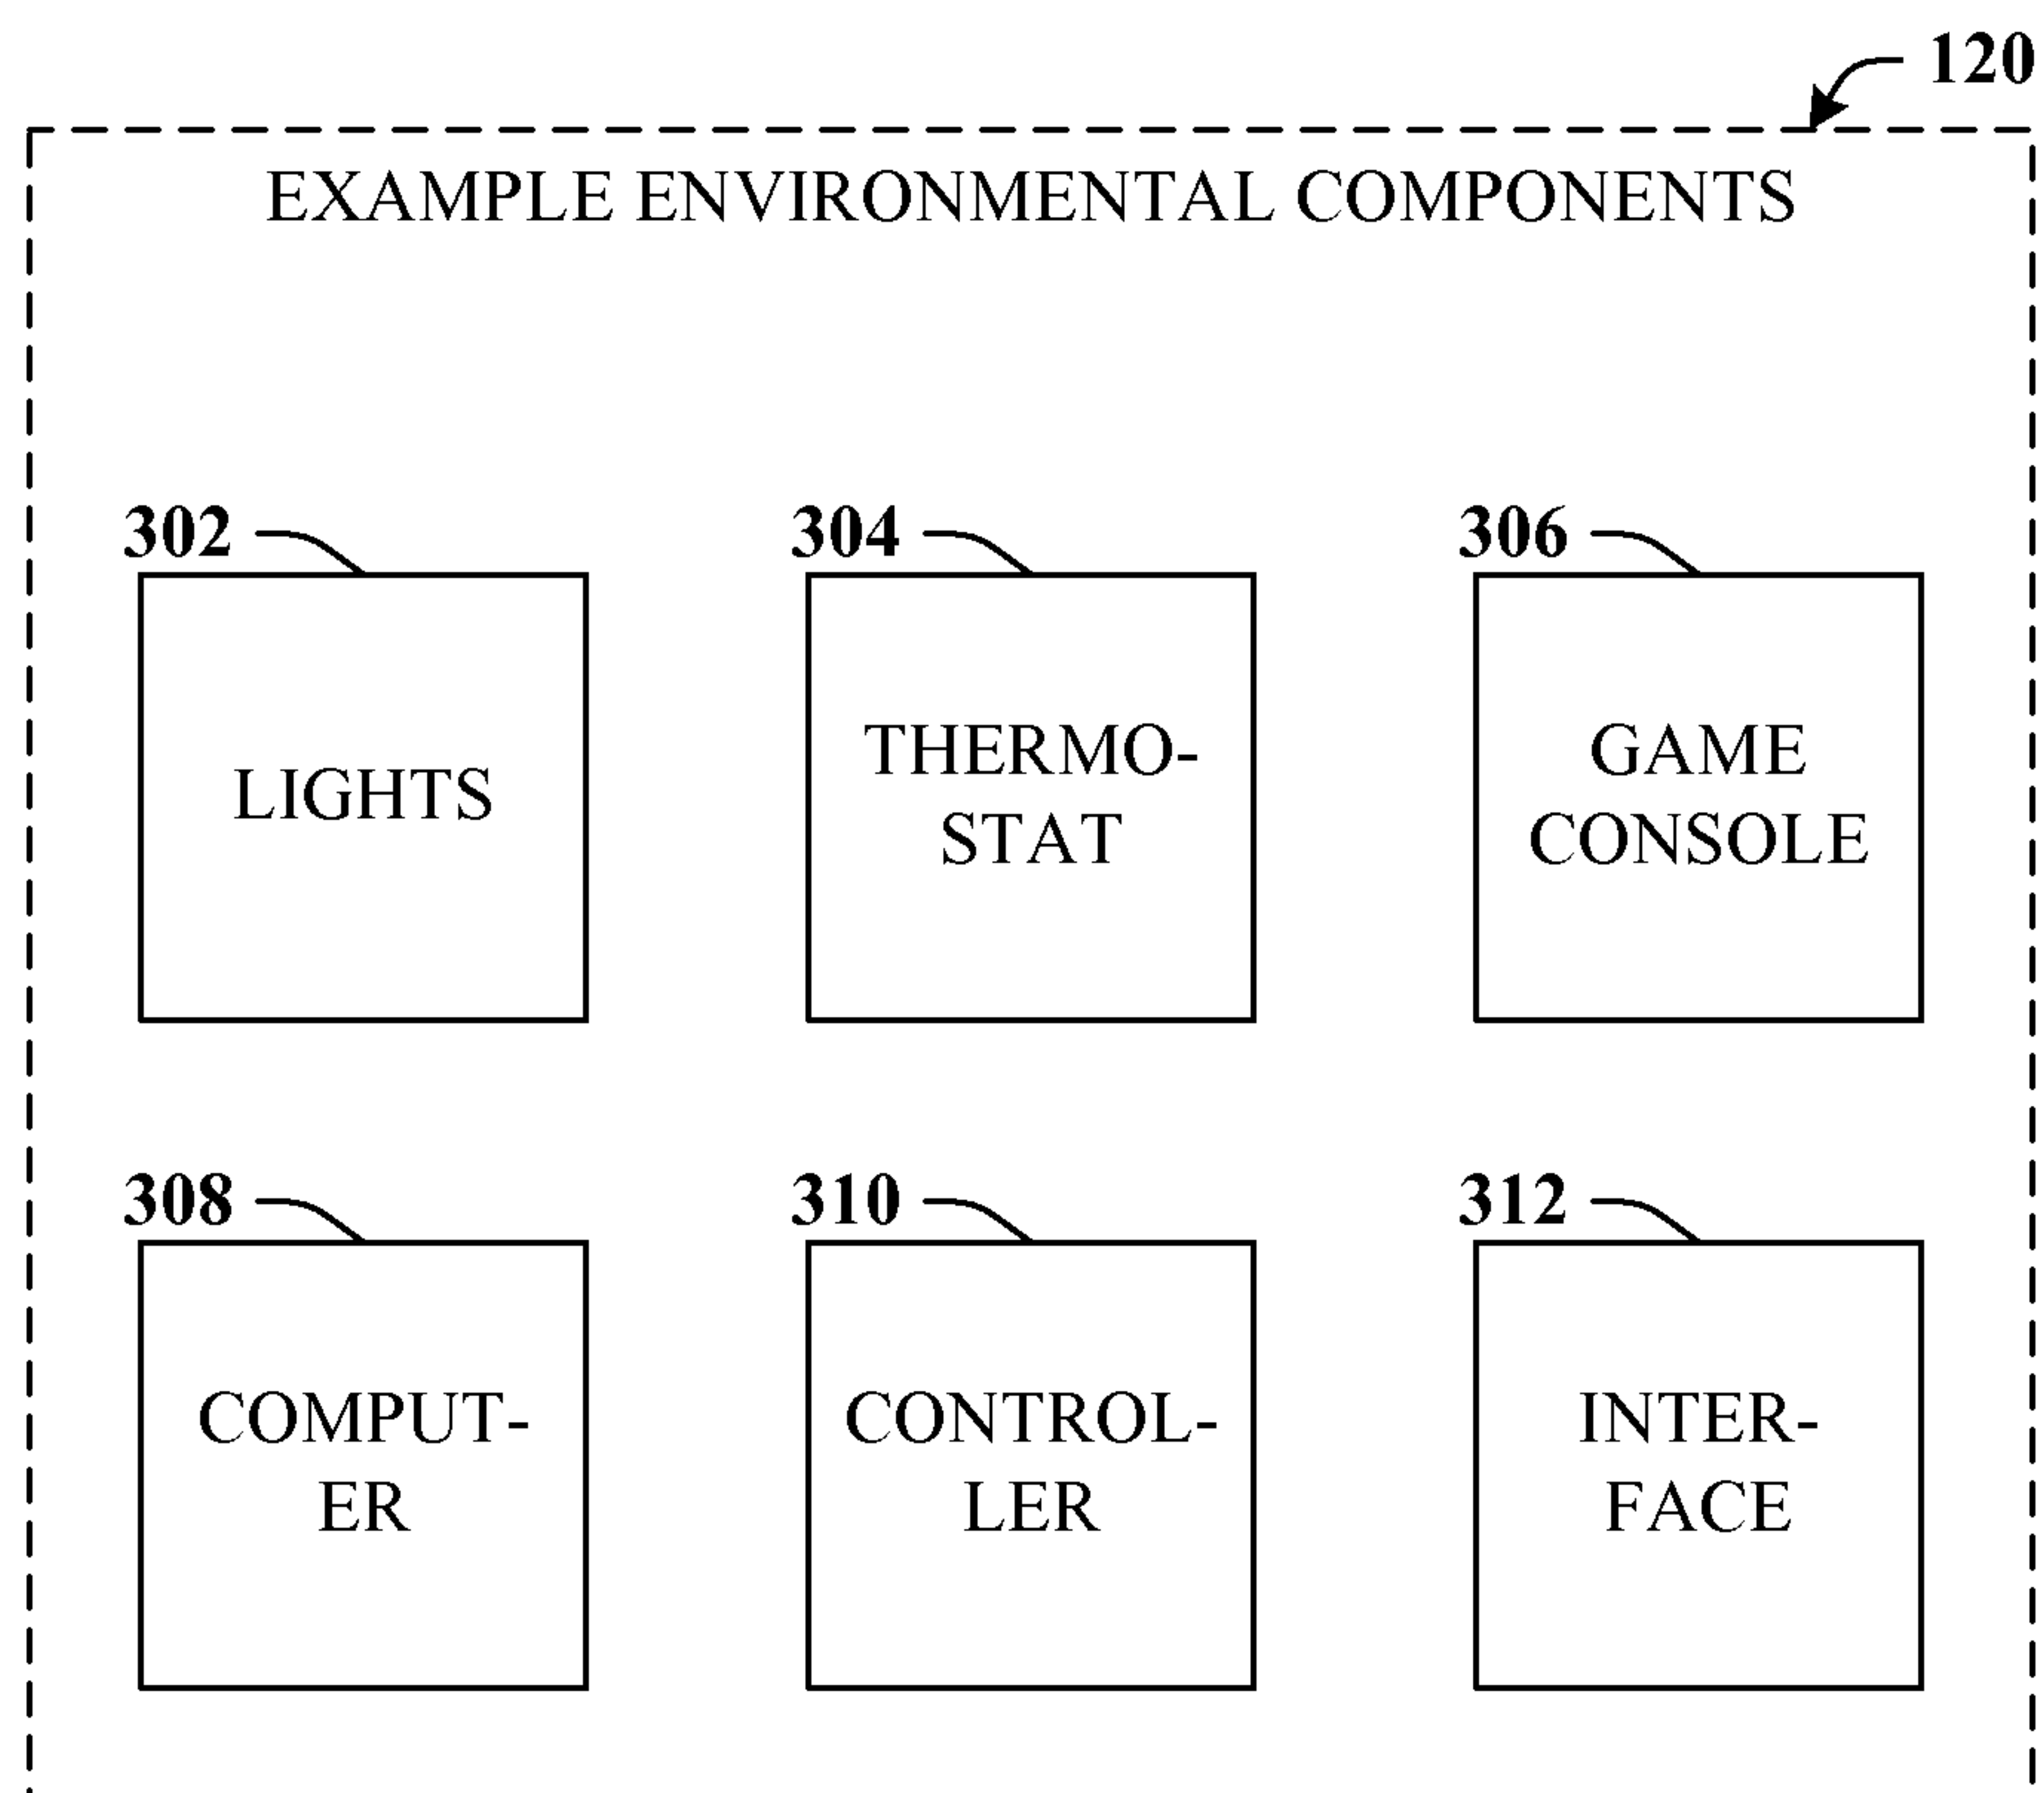 120
EXAMPLE ENVIRONMENTAL COMPONENTS
302
304
306
LIGHTS
THERMO-
STAT
GAME
CONSOLE
308
310
312
COMPUT-
ER
CONTROL-
LER
INTER-
FACE